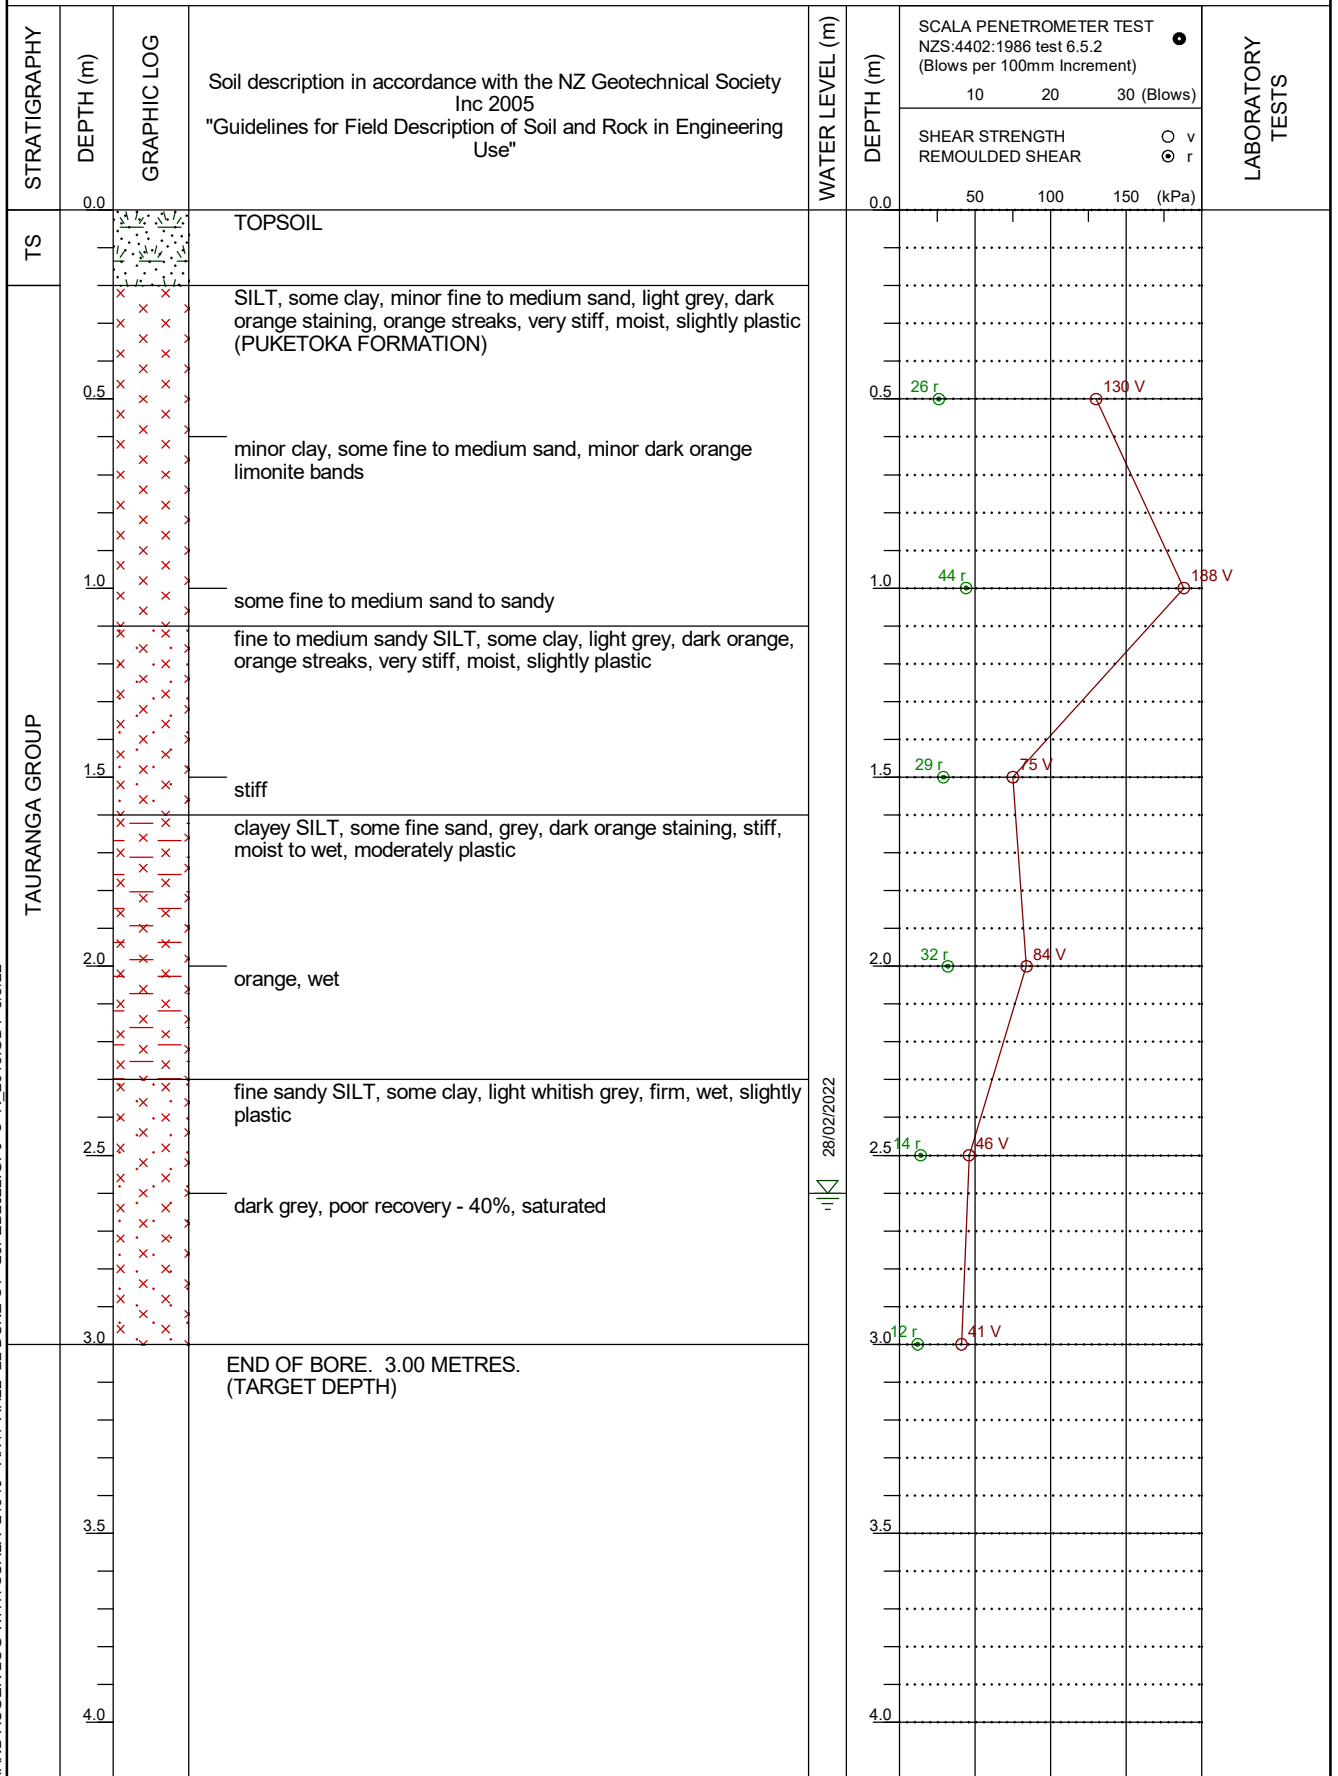 STRATIGRAPHY
DEPTH (m)
GRAPHIC LOG
Soil description in accordance with the NZ Geotechnical Society
Inc 2005
"Guidelines for Field Description of Soil and Rock in Engineering
Use"
WATER LEVEL (m)
DEPTH (m)
SCALA PENETROMETER TEST
NZS:4402:1986 test 6.5.2
(Blows per 100mm Increment)
10 20 30 (Blows)
SHEAR STRENGTH v
REMOULDED SHEAR r
50 100 150 (kPa)
LABORATORY
TESTS
0.0 0.0
TS
TOPSOIL
SILT, some clay, minor fine to medium sand, light grey, dark
orange staining, orange streaks, very stiff, moist, slightly plastic
(PUKETOKA FORMATION)
0.5 0.5 26 r 130 V
minor clay, some fine to medium sand, minor dark orange
limonite bands
1.0 1.0 44 r 188 V
some fine to medium sand to sandy
fine to medium sandy SILT, some clay, light grey, dark orange,
orange streaks, very stiff, moist, slightly plastic
TAURANGA GROUP
1.5 1.5 29 r 75 V
stiff
clayey SILT, some fine sand, grey, dark orange staining, stiff,
moist to wet, moderately plastic
2.0 2.0 32 r 84 V
orange, wet
fine sandy SILT, some clay, light whitish grey, firm, wet, slightly
plastic
28/02/2022
2.5 2.5 14 r 46 V
dark grey, poor recovery - 40%, saturated
3.0 3.0 12 r 41 V
END OF BORE. 3.00 METRES.
(TARGET DEPTH)
3.5 3.5
4.0 4.0